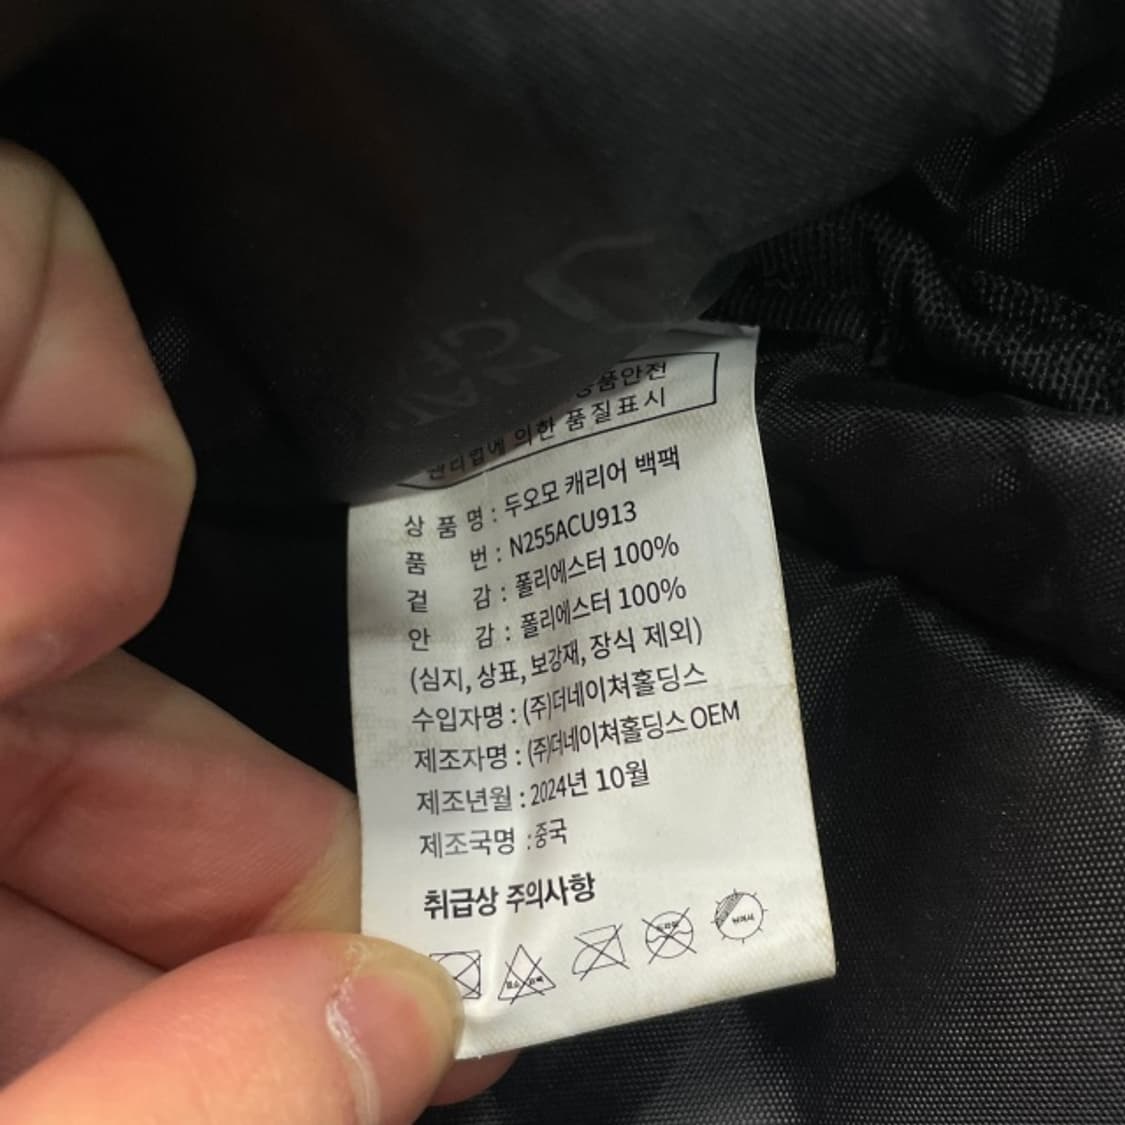 품안전
의한 품질표시
상 품 명 : 두오모 캐리어 백팩
품 번 : N255ACU913
겉 감 : 폴리에스터 100%
안 감 : 폴리에스터 100%
(심지, 상표, 보강재, 장식 제외)
수입자명 : (주)더네이쳐홀딩스
제조자명 : (주)더네이쳐홀딩스 OEM
제조년월 : 2024년 10월
제조국명 : 중국
취급상 주의사항